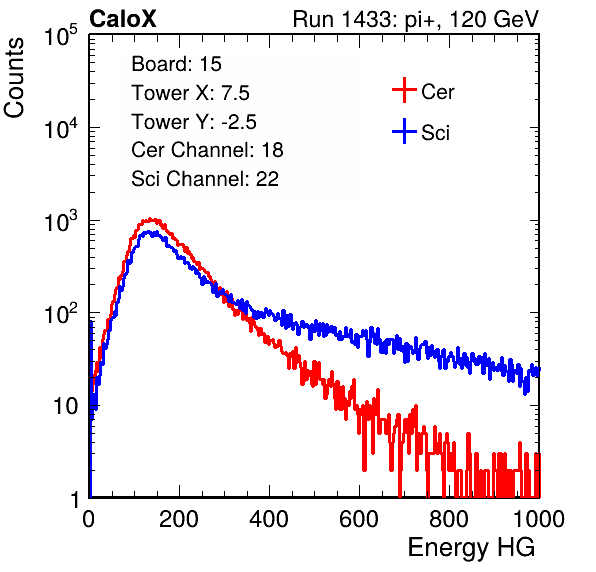 CaloX Run 1433: pi+, 120 GeV
Counts
Board: 15
Tower X: 7.5
Tower Y: -2.5
Cer Channel: 18
Sci Channel: 22
Cer
Sci
10^5
10^4
10^3
10^2
10
1
0 200 400 600 800 1000
Energy HG